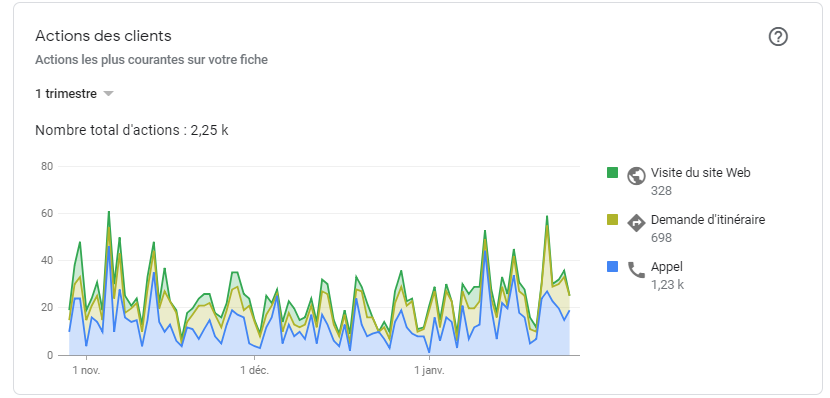 Actions des clients
Actions les plus courantes sur votre fiche
1 trimestre
Nombre total d'actions : 2,25 k
80
60
40
20
0
1 nov.
1 déc.
1 janv.
Visite du site Web
328
Demande d'itinéraire
698
Appel
1,23 k